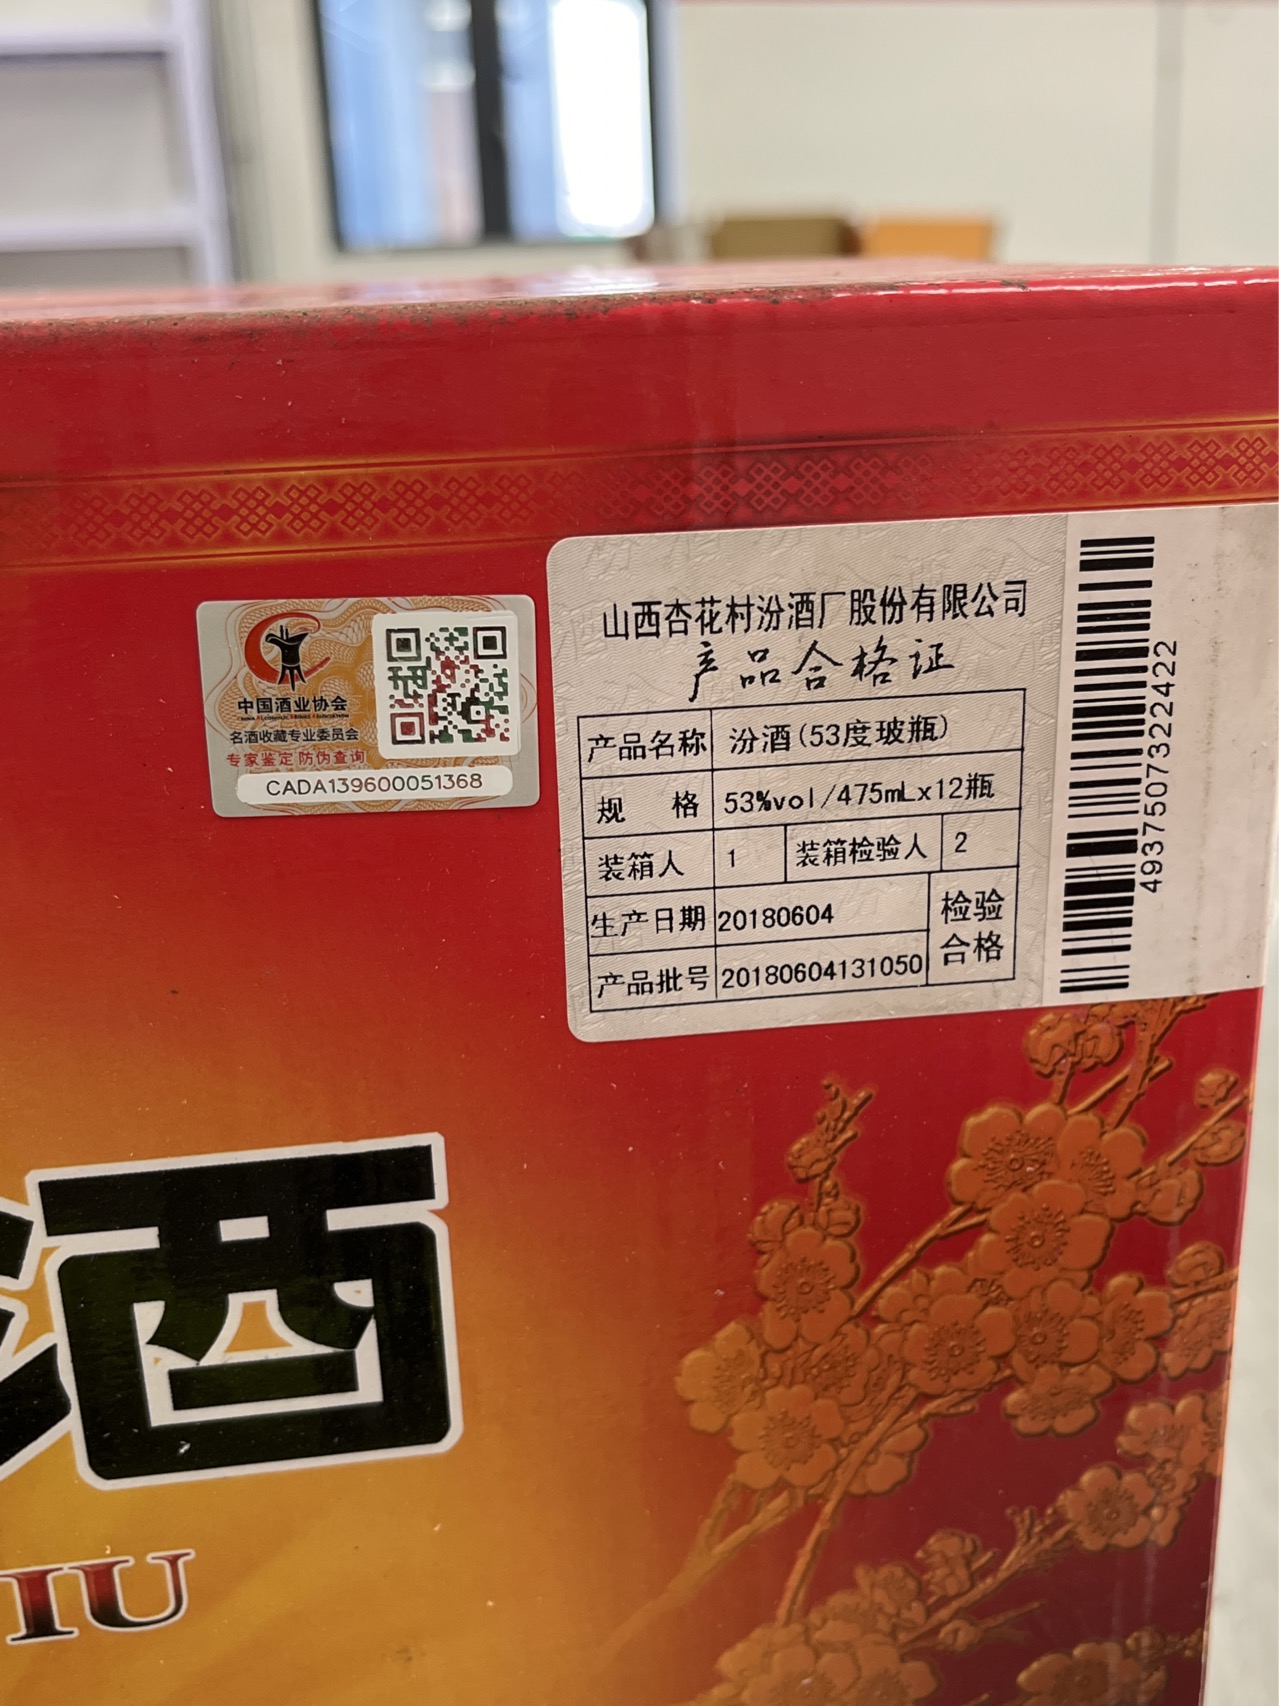 中国酒业协会
名酒收藏专业委员会
专家鉴定 防伪查询
CADA139600051368
山西杏花村汾酒厂股份有限公司
产品合格证
产品名称 汾酒(53度玻瓶)
规 格 53%vol/475mLx12瓶
装箱人 1 装箱检验人 2
生产日期 20180604 检验
产品批号 20180604131050 合格
4937507322422
酒
IU